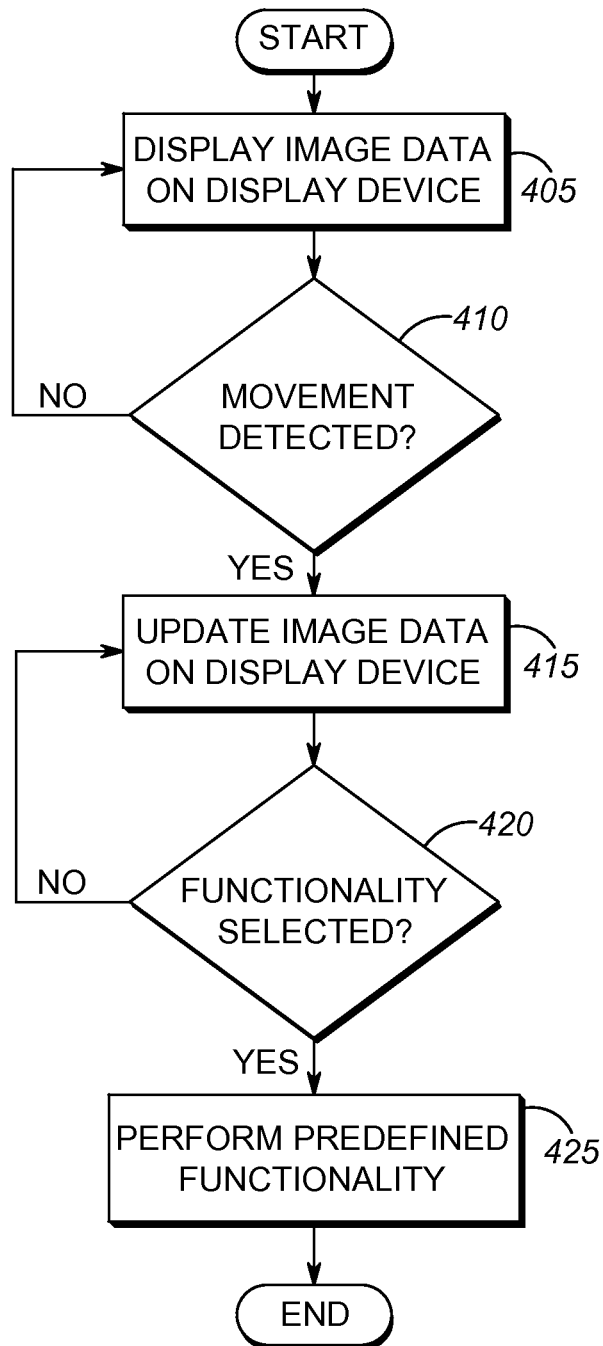 START
DISPLAY IMAGE DATA
ON DISPLAY DEVICE
405
410
MOVEMENT
DETECTED?
NO
YES
UPDATE IMAGE DATA
ON DISPLAY DEVICE
415
420
FUNCTIONALITY
SELECTED?
NO
YES
PERFORM PREDEFINED
FUNCTIONALITY
425
END